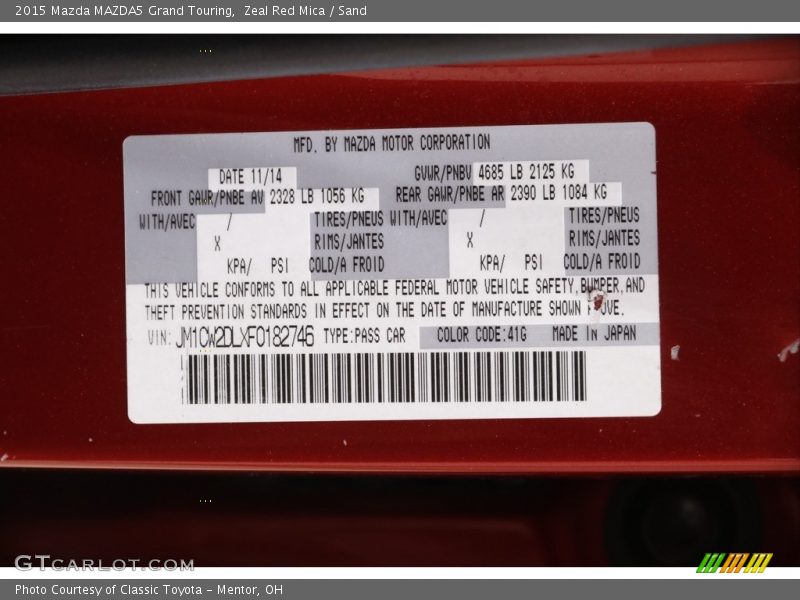 2015 Mazda MAZDA5 Grand Touring, Zeal Red Mica / Sand
MFD. BY MAZDA MOTOR CORPORATION
DATE 11/14 GVWR/PNBV 4685 LB 2125 KG
FRONT GAWR/PNBE AV 2328 LB 1056 KG REAR GAWR/PNBE AR 2390 LB 1084 KG
WITH/AVEC / TIRES/PNEUS WITH/AVEC / TIRES/PNEUS
X RIMS/JANTES X RIMS/JANTES
KPA/ PSI COLD/A FROID KPA/ PSI COLD/A FROID
THIS VEHICLE CONFORMS TO ALL APPLICABLE FEDERAL MOTOR VEHICLE SAFETY, BUMPER, AND
THEFT PREVENTION STANDARDS IN EFFECT ON THE DATE OF MANUFACTURE SHOWN
VIN: JM1CW2DLXF0182746 TYPE:PASS CAR COLOR CODE:41G MADE IN JAPAN
GTCARLOT.COM
Photo Courtesy of Classic Toyota - Mentor, OH